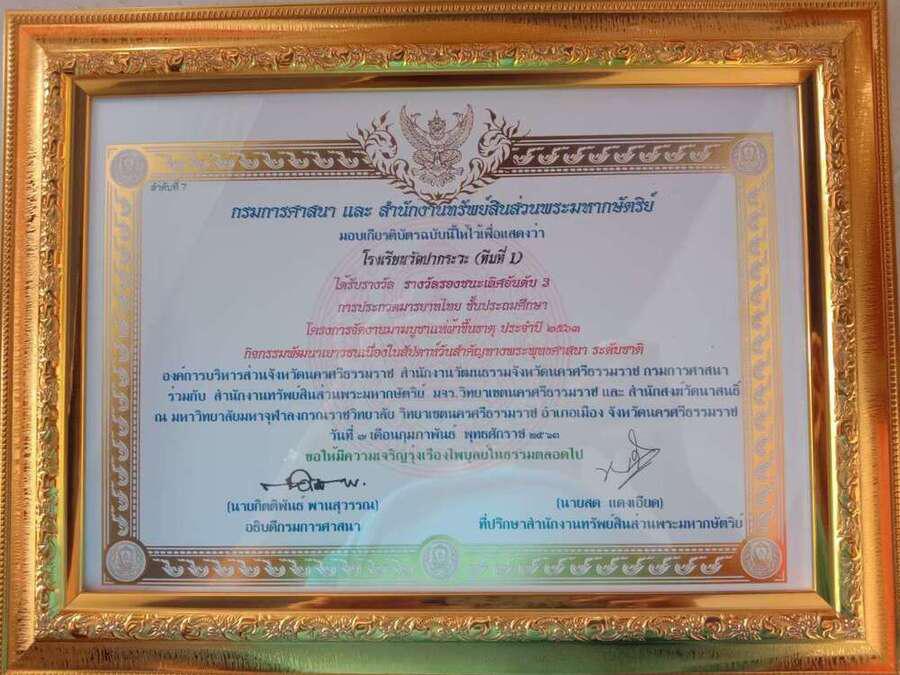 ลำดับที่ 7
กรมการศาสนา และ สำนักงานทรัพย์สินส่วนพระมหากษัตริย์
มอบเกียรติบัตรฉบับนี้ให้ไว้เพื่อแสดงว่า
โรงเรียนวัดปากระวะ (ทีมที่ 1)
ได้รับรางวัล รางวัลรองชนะเลิศอันดับ 3
การประกวดมารยาทไทย ชั้นประถมศึกษา
โครงการจัดงานมาฆบูชาแห่ผ้าขึ้นธาตุ ประจำปี ๒๕๖๓
กิจกรรมพัฒนาเยาวชนเนื่องในสัปดาห์วันสำคัญทางพระพุทธศาสนา ระดับชาติ
องค์การบริหารส่วนจังหวัดนครศรีธรรมราช สำนักงานวัฒนธรรมจังหวัดนครศรีธรรมราช กรมการศาสนา
ร่วมกับ สำนักงานทรัพย์สินส่วนพระมหากษัตริย์ มจร.วิทยาเขตนครศรีธรรมราช และ สำนักสงฆ์วัดนาสนธิ์
ณ มหาวิทยาลัยมหาจุฬาลงกรณราชวิทยาลัย วิทยาเขตนครศรีธรรมราช อำเภอเมือง จังหวัดนครศรีธรรมราช
วันที่ ๗ เดือนกุมภาพันธ์ พุทธศักราช ๒๕๖๓
ขอให้มีความเจริญรุ่งเรืองไพบูลย์ในธรรมตลอดไป
(นายกิตติพันธ์ พานสุวรรณ)
(นายสด แดงเอียด)
อธิบดีกรมการศาสนา
ที่ปรึกษาสำนักงานทรัพย์สินส่วนพระมหากษัตริย์